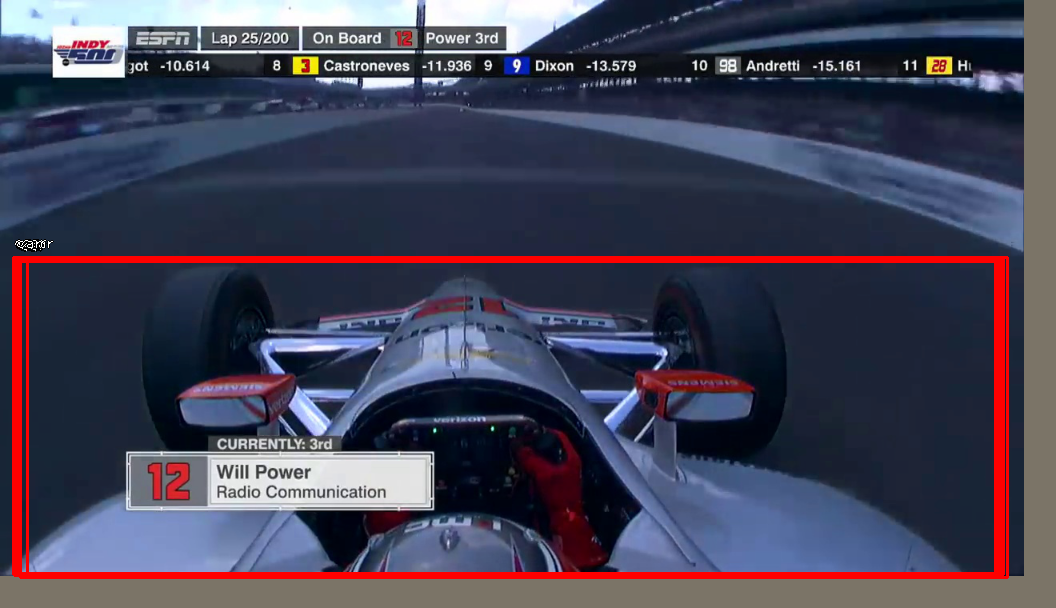 INDY
500
ESPN
Lap 25/200
On Board 12 Power 3rd
got -10.614 8 3 Castroneves -11.936 9 9 Dixon -13.579 10 98 Andretti -15.161 11 28
12
SIEMENS
SIEMENS
verizon
CURRENTLY: 3rd
12
Will Power
Radio Communication